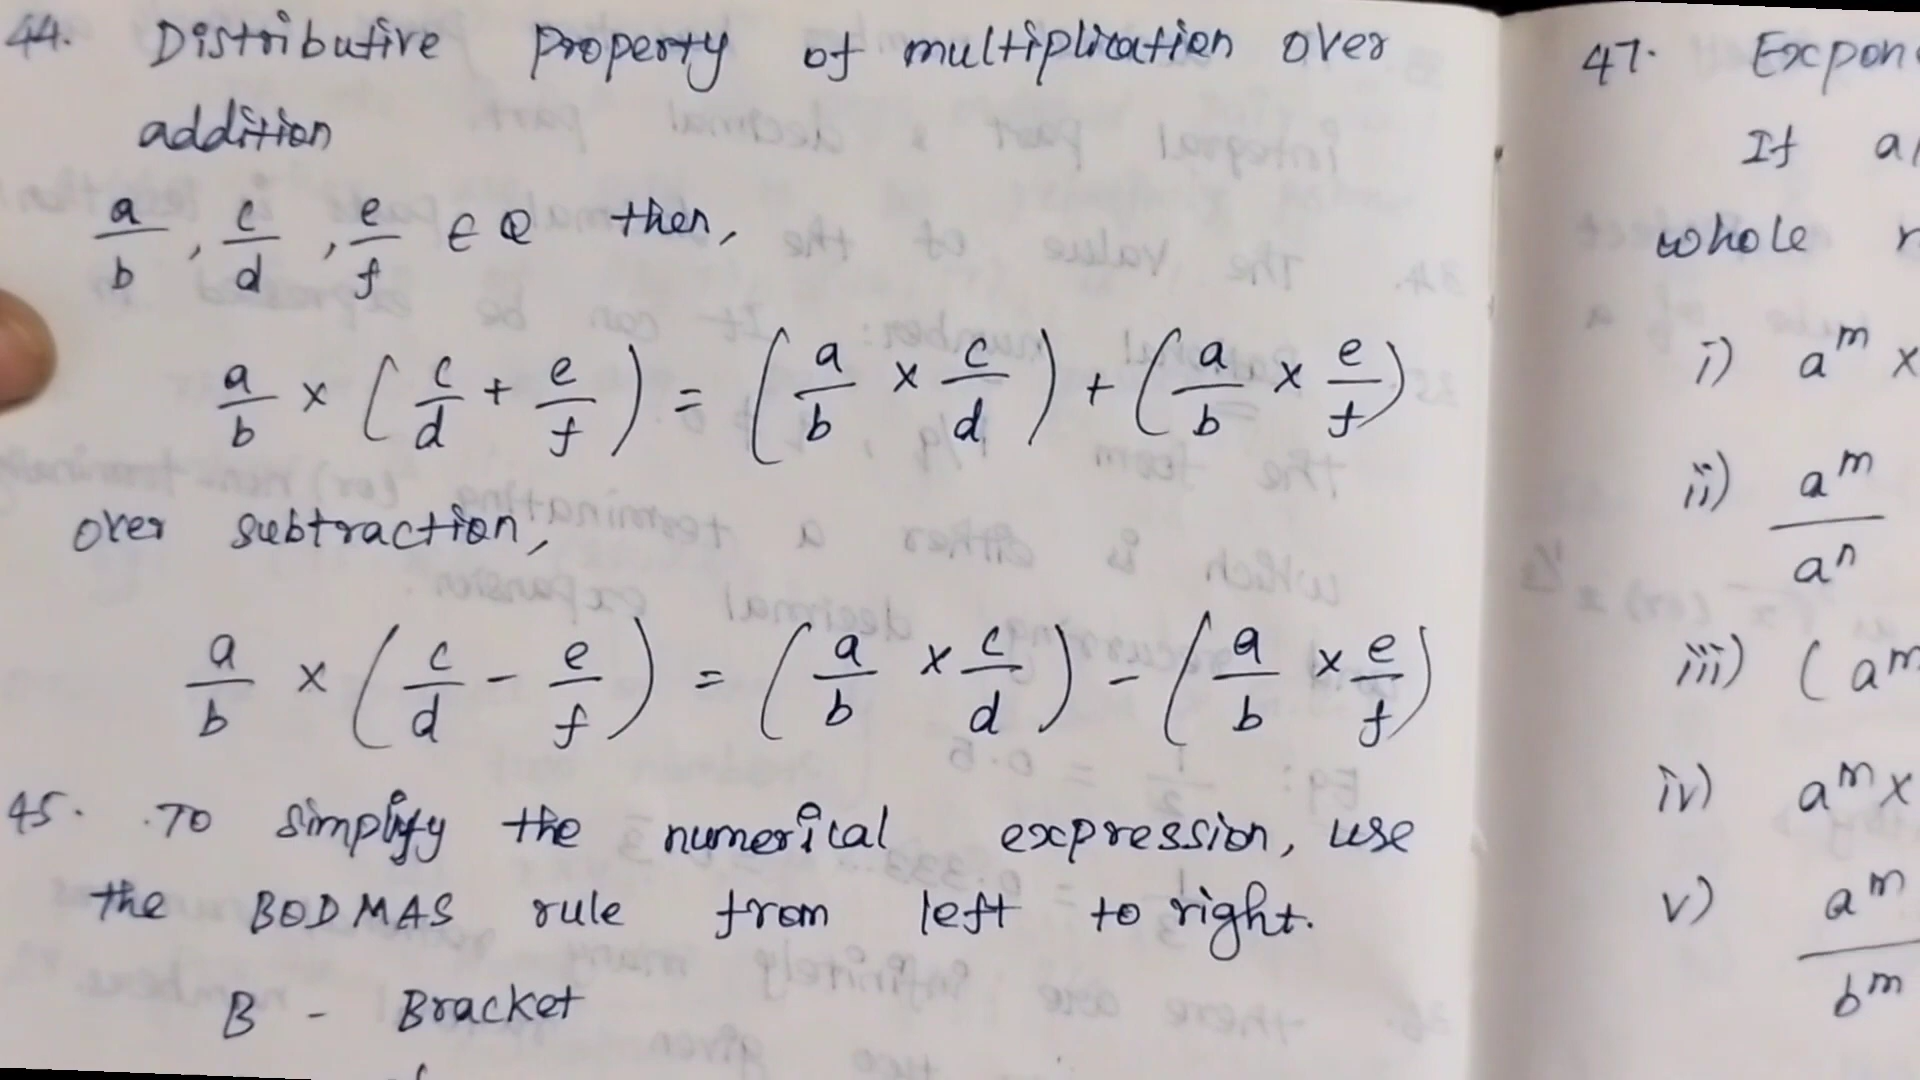 44. Distributive property of multiplication over
addition
a/b, c/d, e/f ∈ Q then,
a/b × (c/d + e/f) = (a/b × c/d) + (a/b × e/f)
over subtraction,
a/b × (c/d - e/f) = (a/b × c/d) - (a/b × e/f)
45. To simplify the numerical expression, use
the BODMAS rule from left to right.
B - Bracket
47.
If
whole
i) a^m ×
ii) a^m / a^n
iii) (a^m
iv) a^m ×
v) a^m / b^m